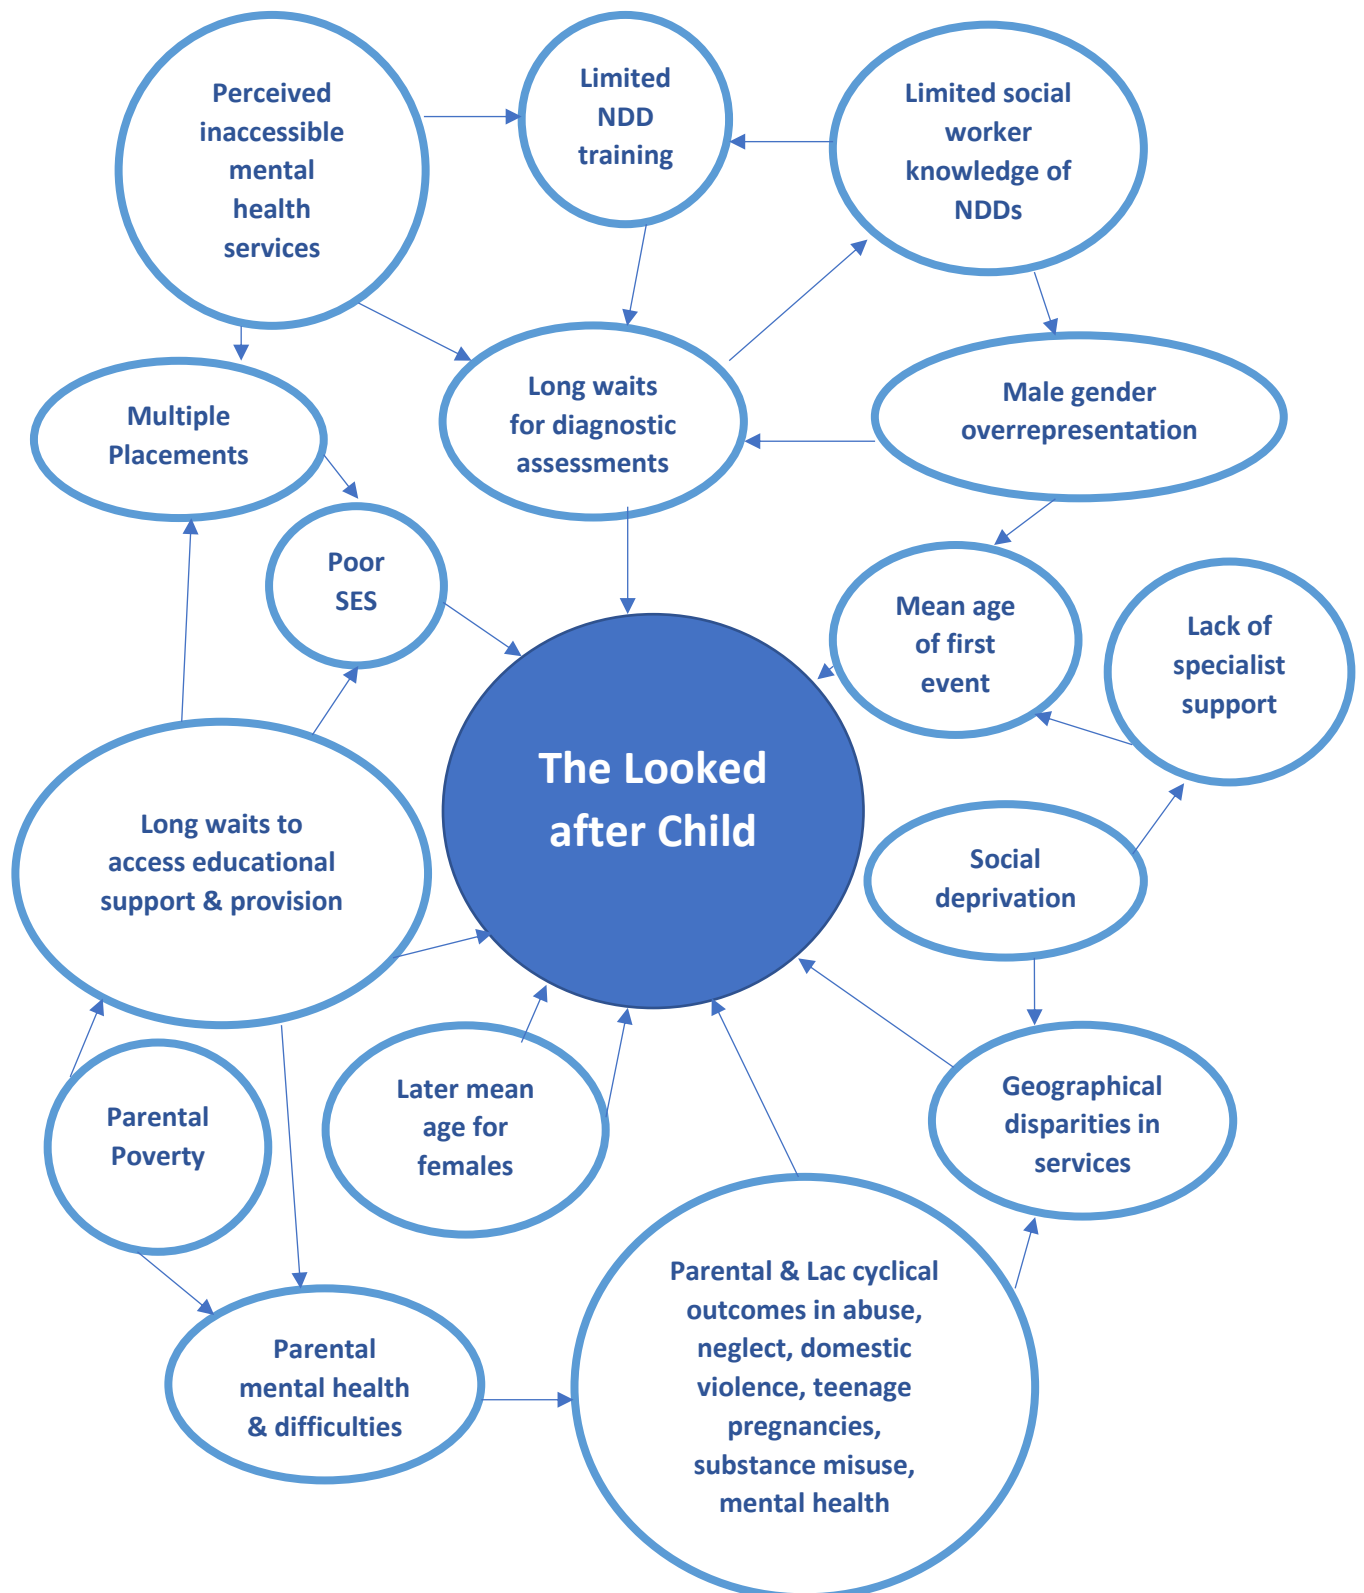 Perceived
inaccessible
mental
health
services
Limited
NDD
training
Limited social
worker
knowledge of
NDDs
Multiple
Placements
Long waits
for diagnostic
assessments
Male gender
overrepresentation
Poor
SES
Mean age
of first
event
Lack of
specialist
support
The Looked
after Child
Long waits to
access educational
support & provision
Social
deprivation
Parental
Poverty
Later mean
age for
females
Geographical
disparities in
services
Parental
mental health
& difficulties
Parental & Lac cyclical
outcomes in abuse,
neglect, domestic
violence, teenage
pregnancies,
substance misuse,
mental health